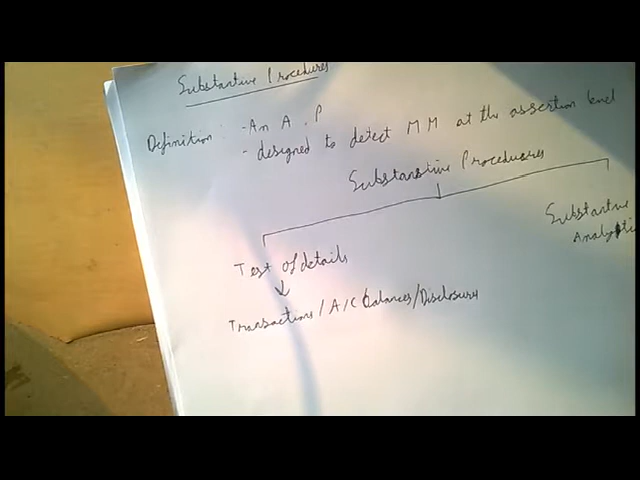 Substantive Procedures
Definition : - An A . P
- designed to detect MM at the assertion level
Substantive Procedures
Test of details
Substantive
Transactions / A/C balances / Disclosures